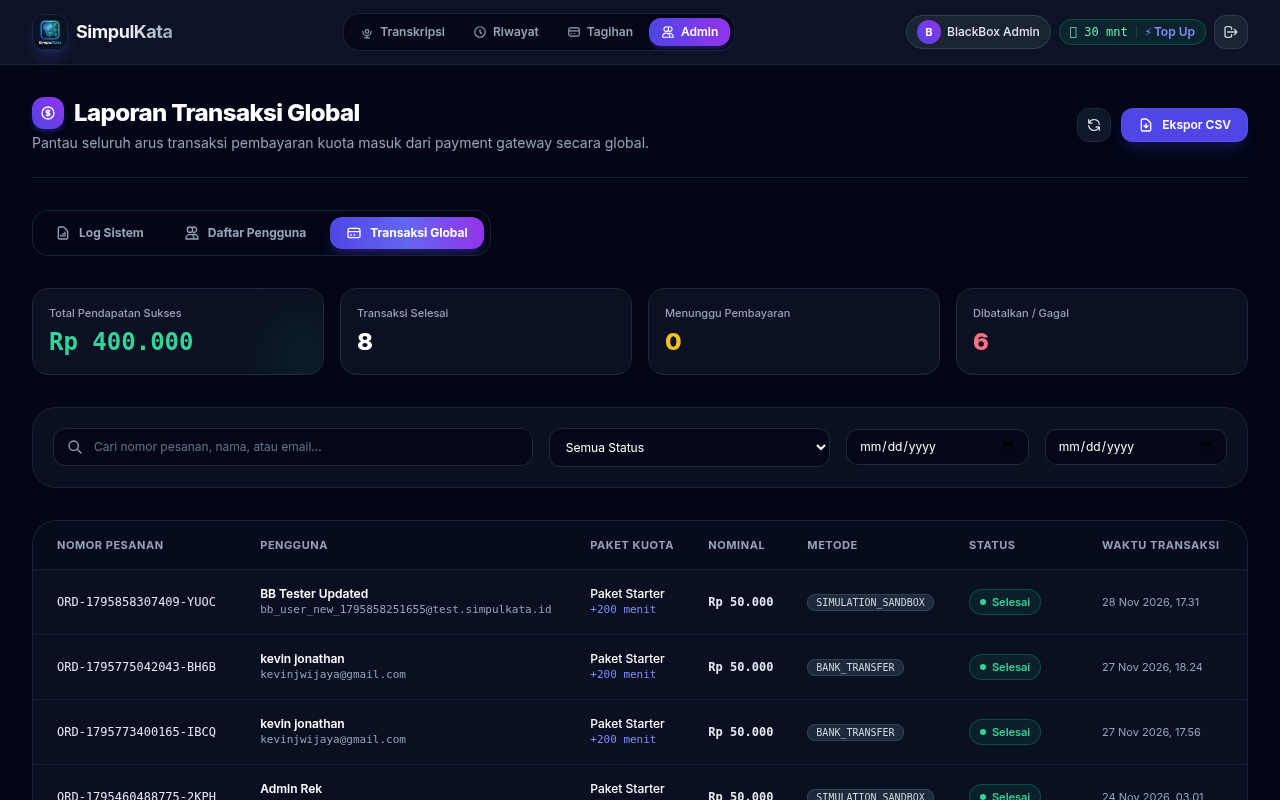 SimpulKata
Transkripsi
Riwayat
Tagihan
Admin
B
BlackBox Admin
30 mnt
⚡ Top Up
Laporan Transaksi Global
Pantau seluruh arus transaksi pembayaran kuota masuk dari payment gateway secara global.
Ekspor CSV
Log Sistem
Daftar Pengguna
Transaksi Global
Total Pendapatan Sukses
Rp 400.000
Transaksi Selesai
8
Menunggu Pembayaran
0
Dibatalkan / Gagal
6
Cari nomor pesanan, nama, atau email...
Semua Status
mm/dd/yyyy
mm/dd/yyyy
NOMOR PESANAN PENGGUNA PAKET KUOTA NOMINAL METODE STATUS WAKTU TRANSAKSI
ORD-1795858307409-YUOC
BB Tester Updated
bb_user_new_1795858251655@test.simpulkata.id
Paket Starter
+200 menit
Rp 50.000
SIMULATION_SANDBOX
Selesai
28 Nov 2026, 17.31
ORD-1795775042043-BH6B
kevin jonathan
kevinjwijaya@gmail.com
Paket Starter
+200 menit
Rp 50.000
BANK_TRANSFER
Selesai
27 Nov 2026, 18.24
ORD-1795773400165-IBCQ
kevin jonathan
kevinjwijaya@gmail.com
Paket Starter
+200 menit
Rp 50.000
BANK_TRANSFER
Selesai
27 Nov 2026, 17.56
ORD-1795460488775-2KPH
Admin Rek
Paket Starter
Rp 50.000
SIMULATION_SANDBOX
Selesai
24 Nov 2026, 03.01